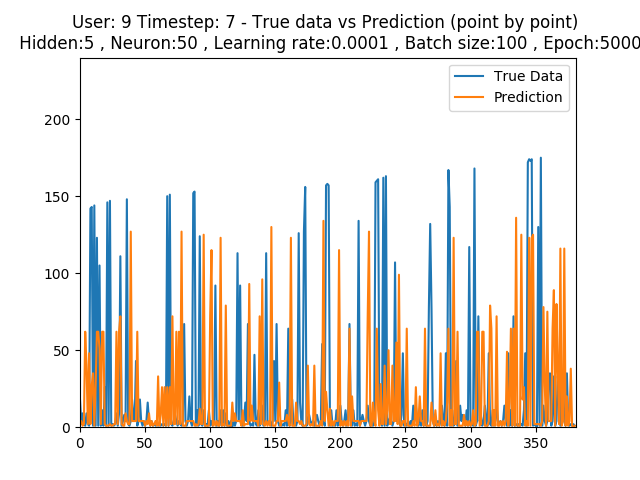 User: 9 Timestep: 7 - True data vs Prediction (point by point)
Hidden:5 , Neuron:50 , Learning rate:0.0001 , Batch size:100 , Epoch:5000
True Data
Prediction
200
150
100
50
0
0 50 100 150 200 250 300 350